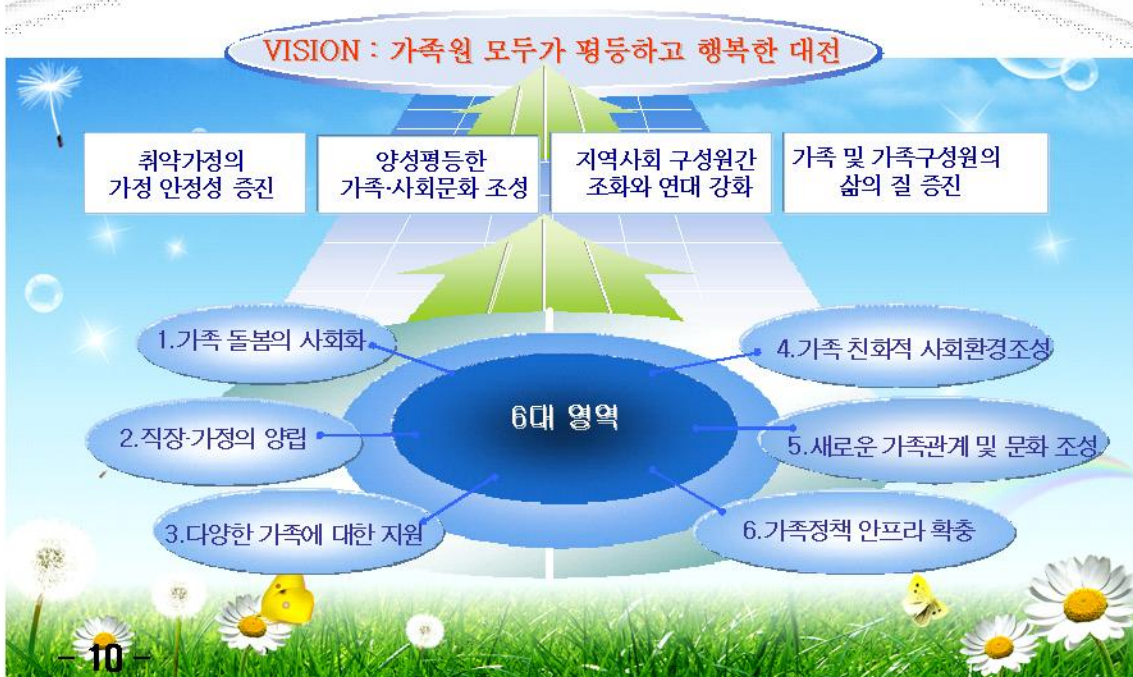 VISION : 가족원 모두가 평등하고 행복한 대전
취약가정의
가정 안정성 증진
양성평등한
가족·사회문화 조성
지역사회 구성원간
조화와 연대 강화
가족 및 가족구성원의
삶의 질 증진
6대 영역
1.가족 돌봄의 사회화
2.직장·가정의 양립
3.다양한 가족에 대한 지원
4.가족 친화적 사회환경조성
5.새로운 가족관계 및 문화 조성
6.가족정책 안프라 확충
- 10 -